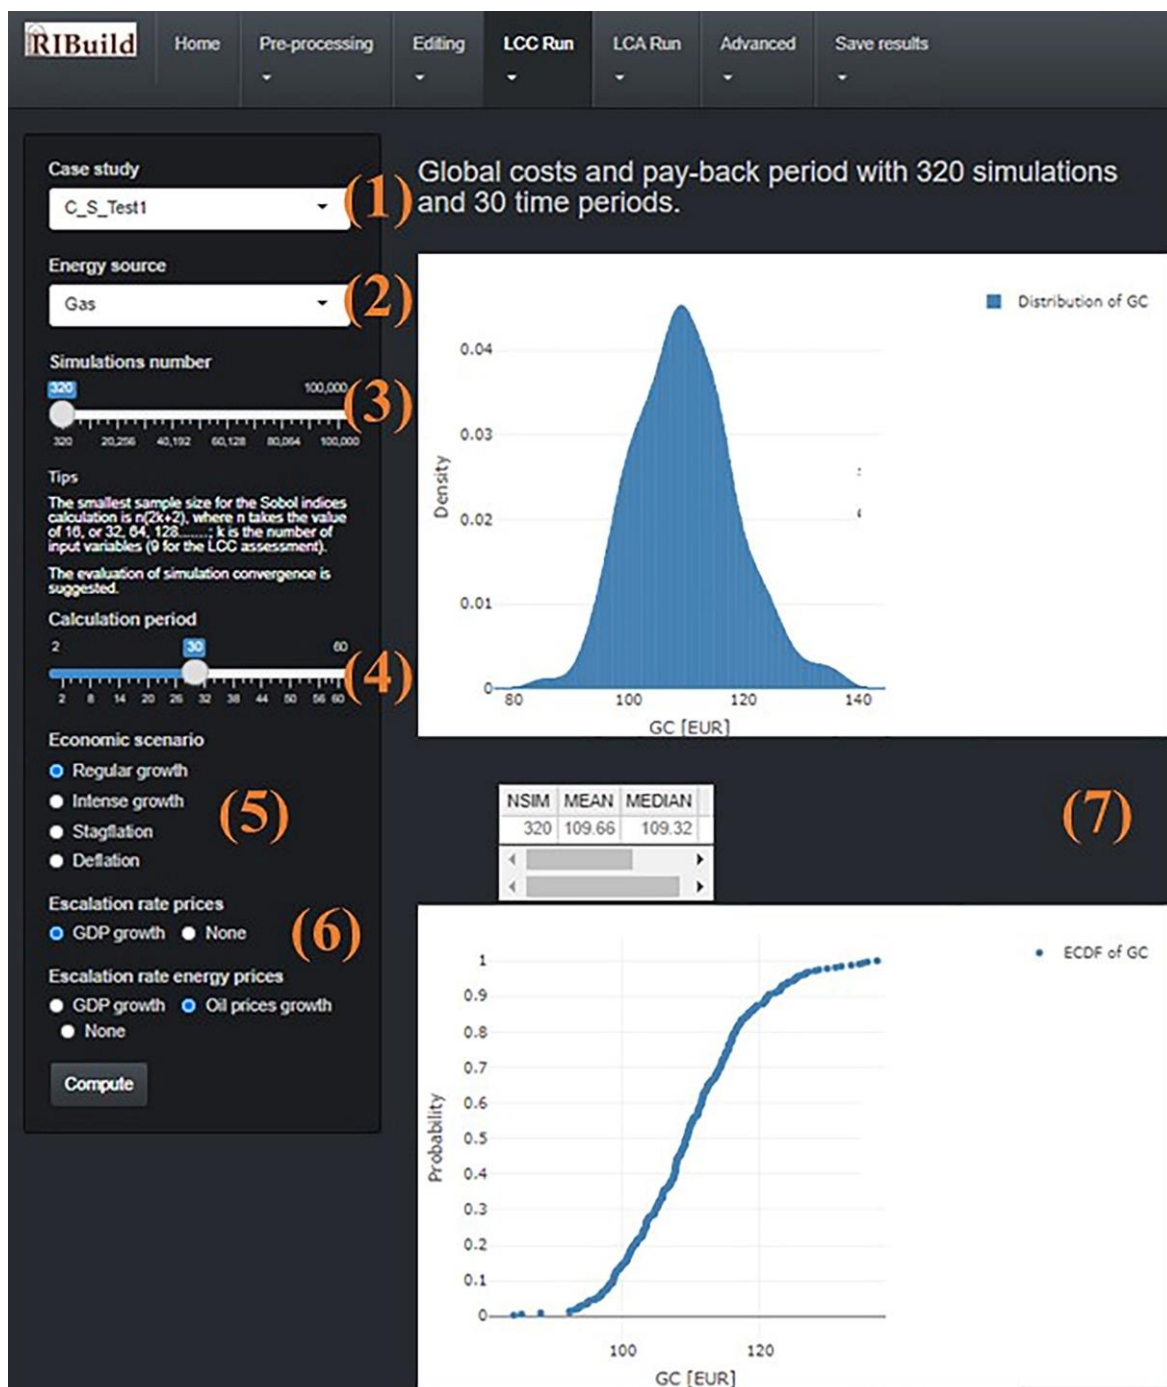 RIBuild
Home
Pre-processing
Editing
LCC Run
LCA Run
Advanced
Save results
Case study
C_S_Test1
(1)
Energy source
Gas
(2)
Simulations number
320
100,000
(3)
320 20,256 40,192 60,128 80,064 100,000
Tips
The smallest sample size for the Sobol indices
calculation is n(2k+2), where n takes the value
of 16, or 32, 64, 128.......; k is the number of
input variables (9 for the LCC assessment).
The evaluation of simulation convergence is
suggested.
Calculation period
2 30 60
(4)
2 8 14 20 26 32 38 44 50 56 60
Economic scenario
Regular growth
Intense growth
Stagflation
Deflation
(5)
Escalation rate prices
GDP growth None
(6)
Escalation rate energy prices
GDP growth Oil prices growth
None
Compute
Global costs and pay-back period with 320 simulations
and 30 time periods.
Distribution of GC
0.04
0.03
0.02
0.01
0
Density
80 100 120 140
GC [EUR]
NSIM MEAN MEDIAN
320 109.66 109.32
(7)
ECDF of GC
1
0.9
0.8
0.7
0.6
0.5
0.4
0.3
0.2
0.1
0
Probability
100 120
GC [EUR]